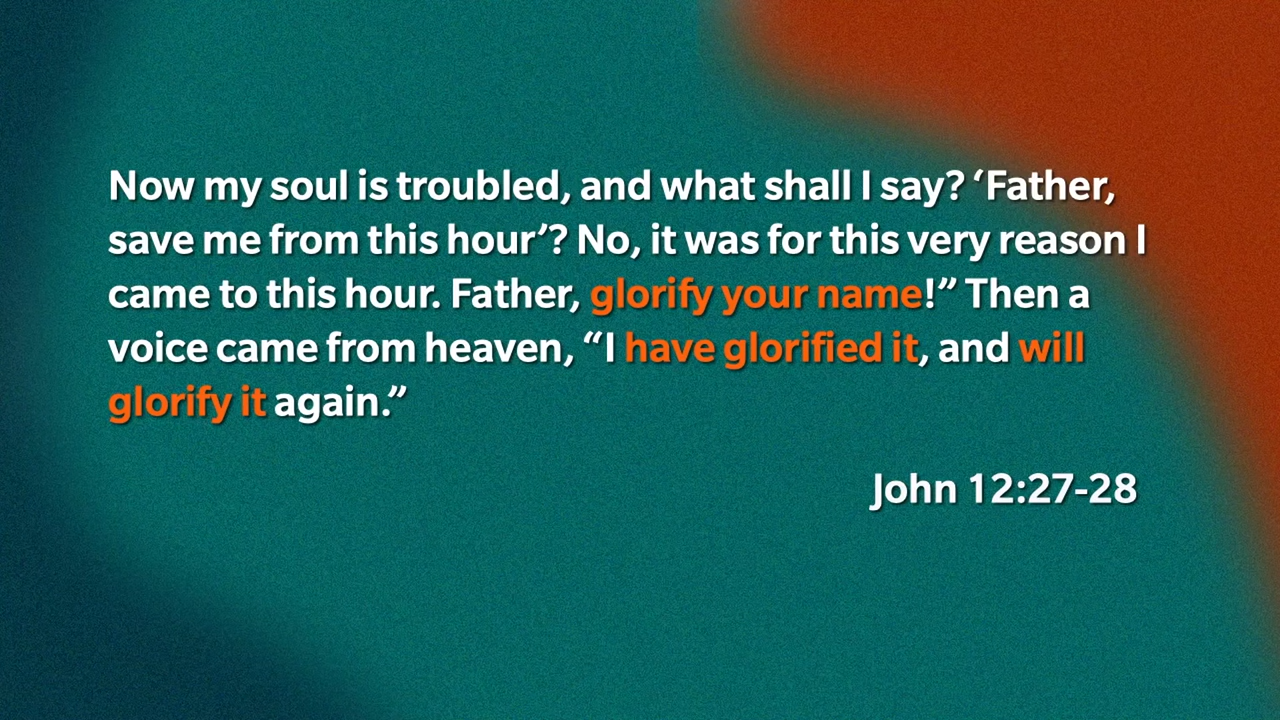 Now my soul is troubled, and what shall I say? ‘Father,
save me from this hour’? No, it was for this very reason I
came to this hour. Father, glorify your name!” Then a
voice came from heaven, “I have glorified it, and will
glorify it again.”
John 12:27-28